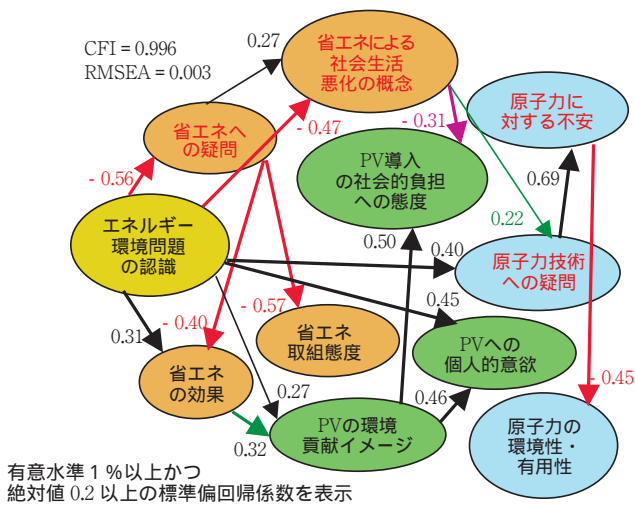 CFI = 0.996
RMSEA = 0.003
0.27
省エネによる
社会生活
悪化の概念
原子力に
対する不安
省エネへ
の疑問
- 0.47
- 0.31
PV導入
の社会的負担
への態度
- 0.56
0.69
エネルギー
環境問題
の認識
0.22
0.50
0.40
原子力技術
への疑問
- 0.57
0.45
0.31
- 0.40
省エネ
取組態度
PVへの
個人的意欲
省エネ
の効果
0.27
0.46
- 0.45
0.32
PVの環境
貢献イメージ
原子力の
環境性・
有用性
有意水準 1 %以上かつ
絶対値 0.2 以上の標準偏回帰係数を表示